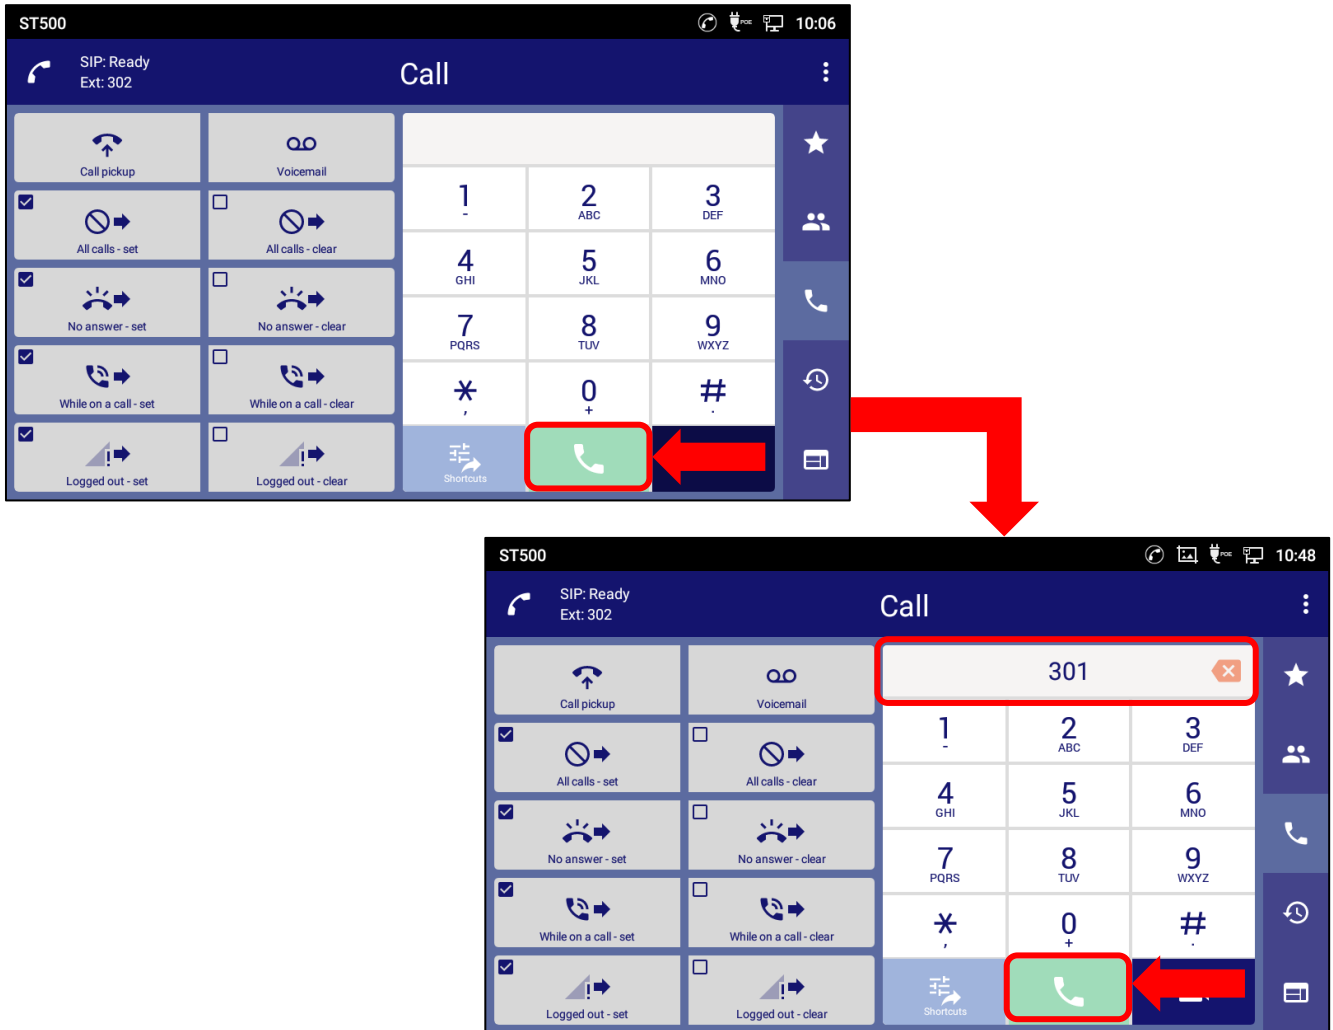 ST500
POE
10:06
SIP: Ready
Ext: 302
Call
Call pickup
Voicemail
All calls - set
All calls - clear
No answer - set
No answer - clear
While on a call - set
While on a call - clear
Logged out - set
Logged out - clear
1
-
2
ABC
3
DEF
4
GHI
5
JKL
6
MNO
7
PQRS
8
TUV
9
WXYZ
*
,
0
+
#
.
Shortcuts
ST500
POE
10:48
SIP: Ready
Ext: 302
Call
Call pickup
Voicemail
All calls - set
All calls - clear
No answer - set
No answer - clear
While on a call - set
While on a call - clear
Logged out - set
Logged out - clear
301
1
-
2
ABC
3
DEF
4
GHI
5
JKL
6
MNO
7
PQRS
8
TUV
9
WXYZ
*
,
0
+
#
.
Shortcuts